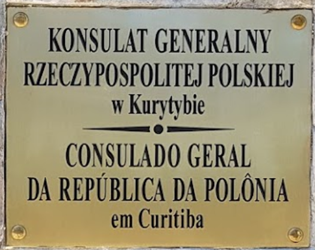 KONSULAT GENERALNY
RZECZYPOSPOLITEJ POLSKIEJ
w Kurytybie
CONSULADO GERAL
DA REPÚBLICA DA POLÔNIA
em Curitiba